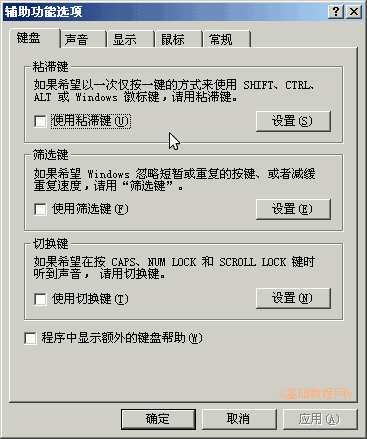 辅助功能选项
键盘 声音 显示 鼠标 常规
粘滞键
如果希望以一次仅按一键的方式来使用 SHIFT、CTRL、
ALT 或 Windows 徽标键，请用粘滞键。
使用粘滞键(U) 设置(S)
筛选键
如果希望 Windows 忽略短暂或重复的按键、或者减缓
重复速度，请用“筛选键”。
使用筛选键(F) 设置(E)
切换键
如果希望在按 CAPS、NUM LOCK 和 SCROLL LOCK 键时
听到声音，请用切换键。
使用切换键(T) 设置(N)
程序中显示额外的键盘帮助(W)
《基础教程网》
确定 取消 应用(A)